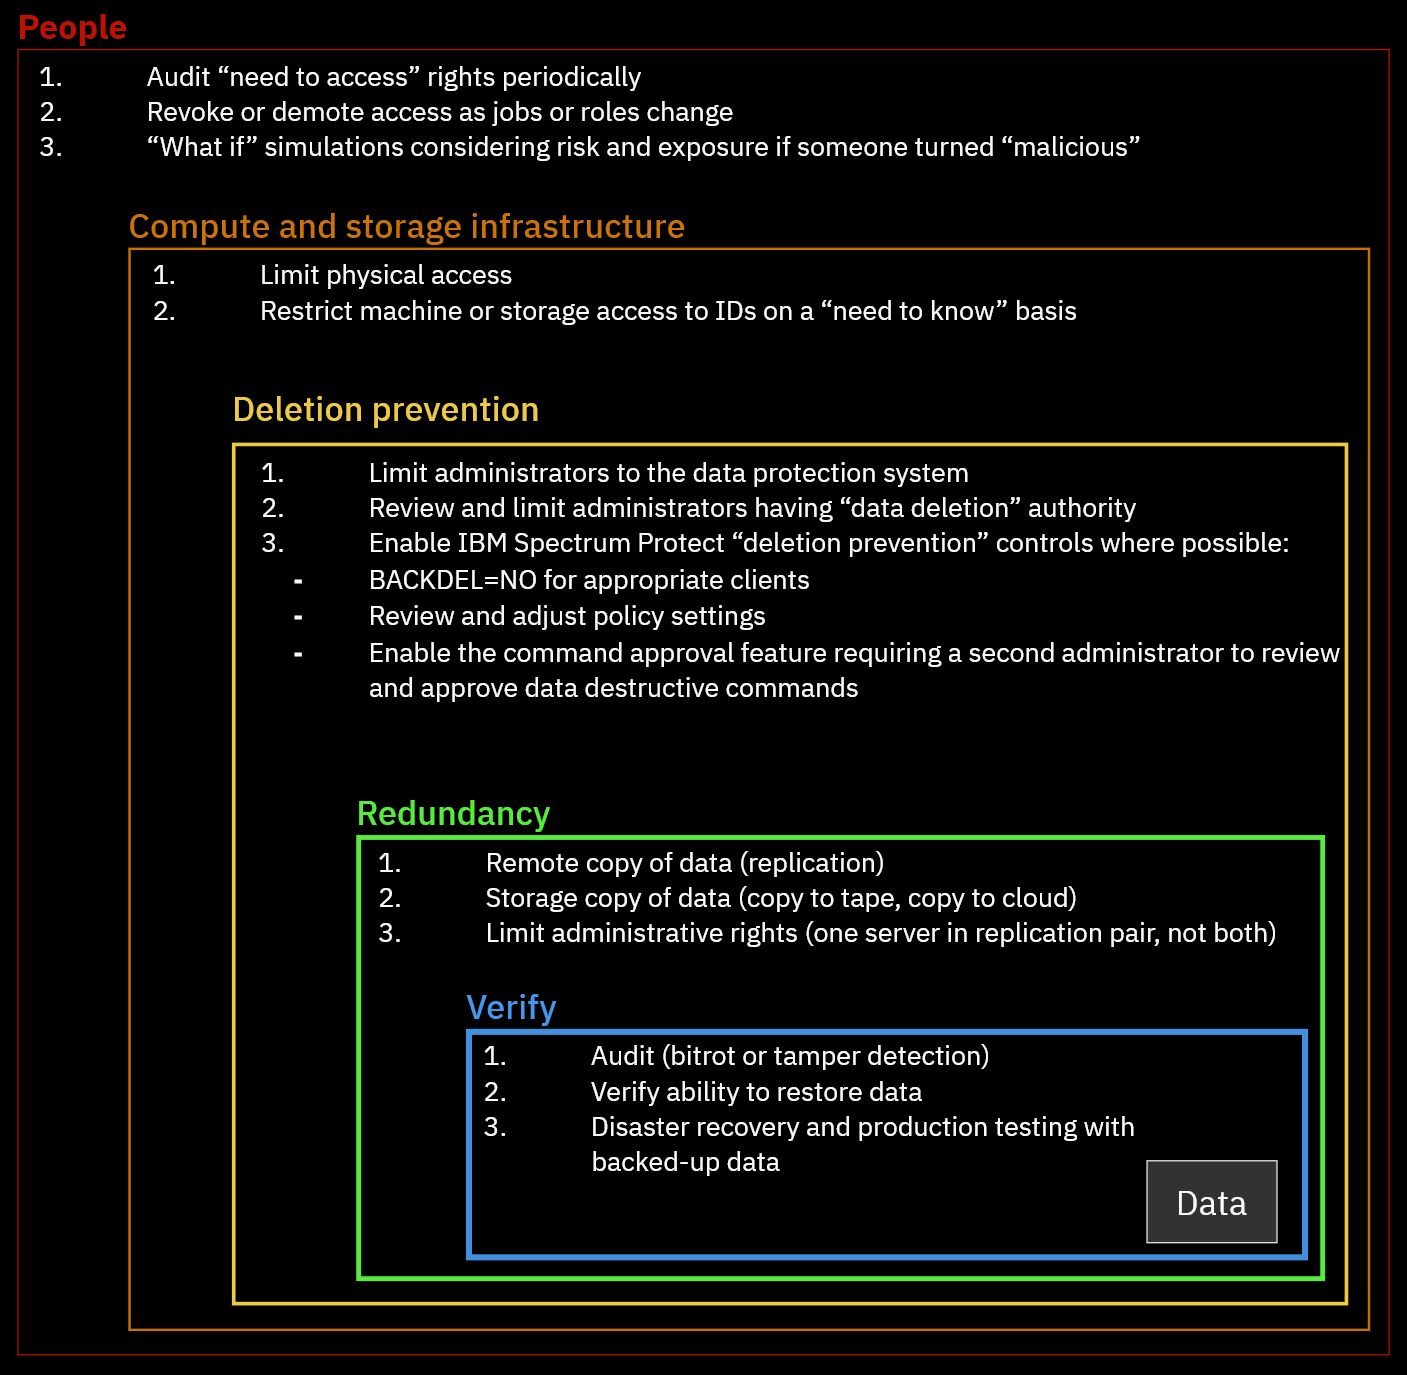 People
1. Audit “need to access” rights periodically
2. Revoke or demote access as jobs or roles change
3. “What if” simulations considering risk and exposure if someone turned “malicious”
Compute and storage infrastructure
1. Limit physical access
2. Restrict machine or storage access to IDs on a “need to know” basis
Deletion prevention
1. Limit administrators to the data protection system
2. Review and limit administrators having “data deletion” authority
3. Enable IBM Spectrum Protect “deletion prevention” controls where possible:
- BACKDEL=NO for appropriate clients
- Review and adjust policy settings
- Enable the command approval feature requiring a second administrator to review
and approve data destructive commands
Redundancy
1. Remote copy of data (replication)
2. Storage copy of data (copy to tape, copy to cloud)
3. Limit administrative rights (one server in replication pair, not both)
Verify
1. Audit (bitrot or tamper detection)
2. Verify ability to restore data
3. Disaster recovery and production testing with
backed-up data
Data